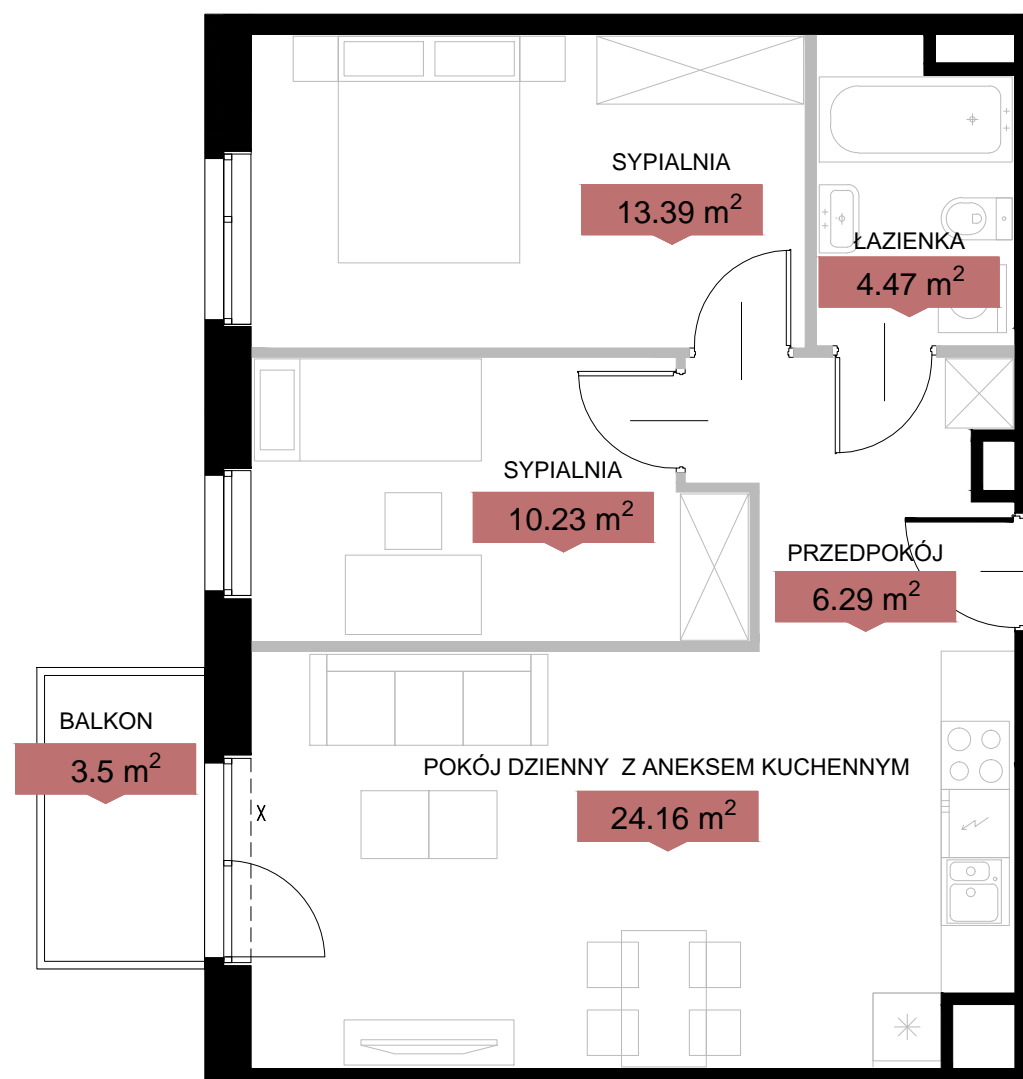 SYPIALNIA
13.39 m²
ŁAZIENKA
4.47 m²
SYPIALNIA
10.23 m²
PRZEDPOKÓJ
6.29 m²
BALKON
3.5 m²
POKÓJ DZIENNY Z ANEKSEM KUCHENNYM
24.16 m²
X